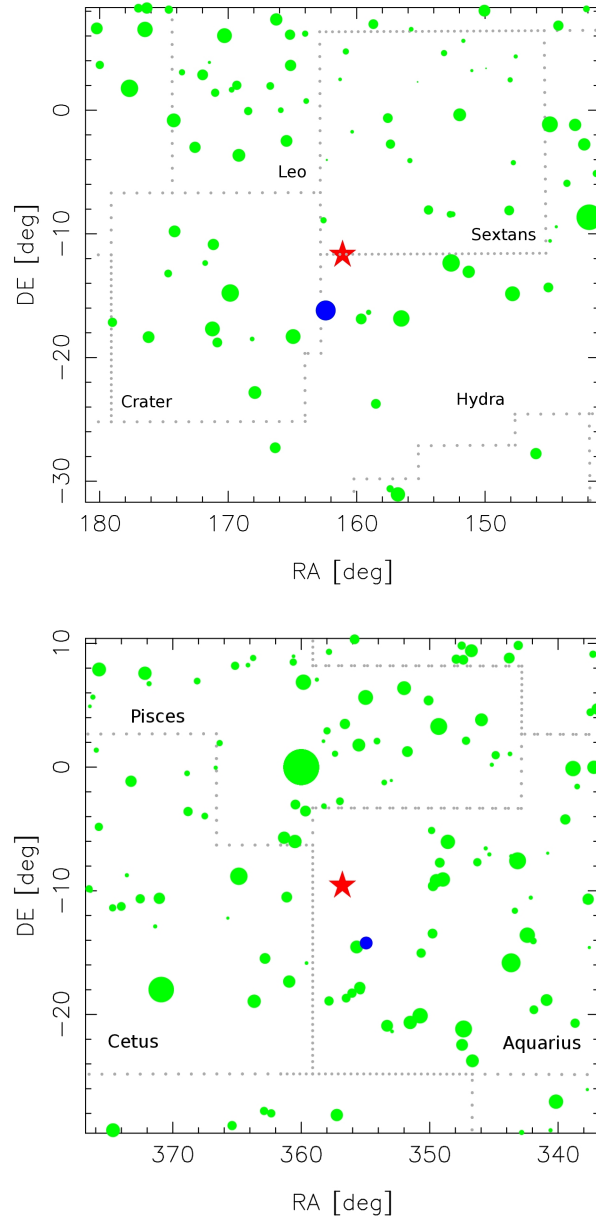 0
Leo
−10
Sextans
DE [deg]
−20
Crater
Hydra
−30
180 170 160 150
RA [deg]
10
Pisces
0
DE [deg]
−10
−20
Cetus
Aquarius
370 360 350 340
RA [deg]